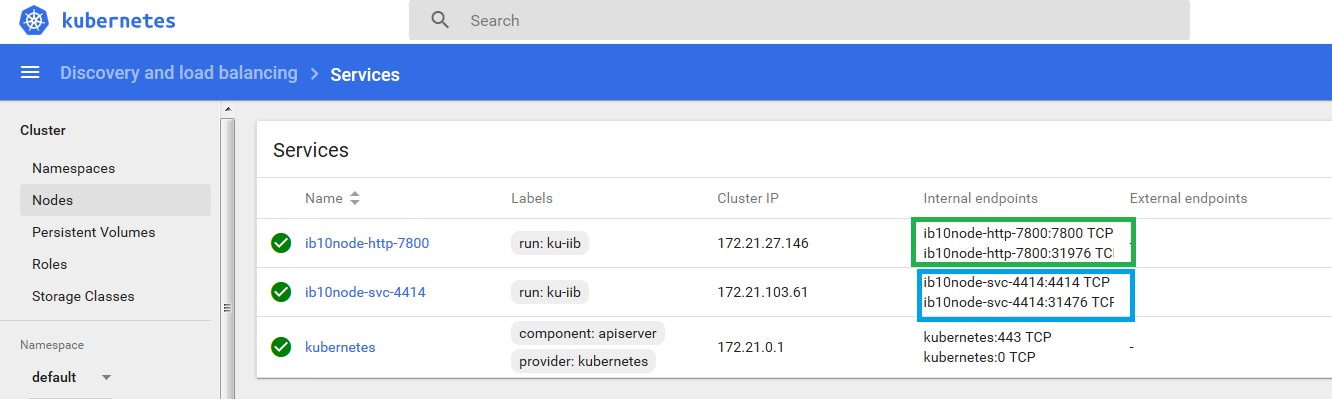 kubernetes
Search
Discovery and load balancing > Services
Cluster
Namespaces
Nodes
Persistent Volumes
Roles
Storage Classes
Namespace
default
Services
Name Labels Cluster IP Internal endpoints External endpoints
ib10node-http-7800 run: ku-iib 172.21.27.146 ib10node-http-7800:7800 TCP -
ib10node-http-7800:31976 TC
ib10node-svc-4414 run: ku-iib 172.21.103.61 ib10node-svc-4414:4414 TCP
ib10node-svc-4414:31476 TCP
kubernetes component: apiserver 172.21.0.1 kubernetes:443 TCP -
provider: kubernetes kubernetes:0 TCP